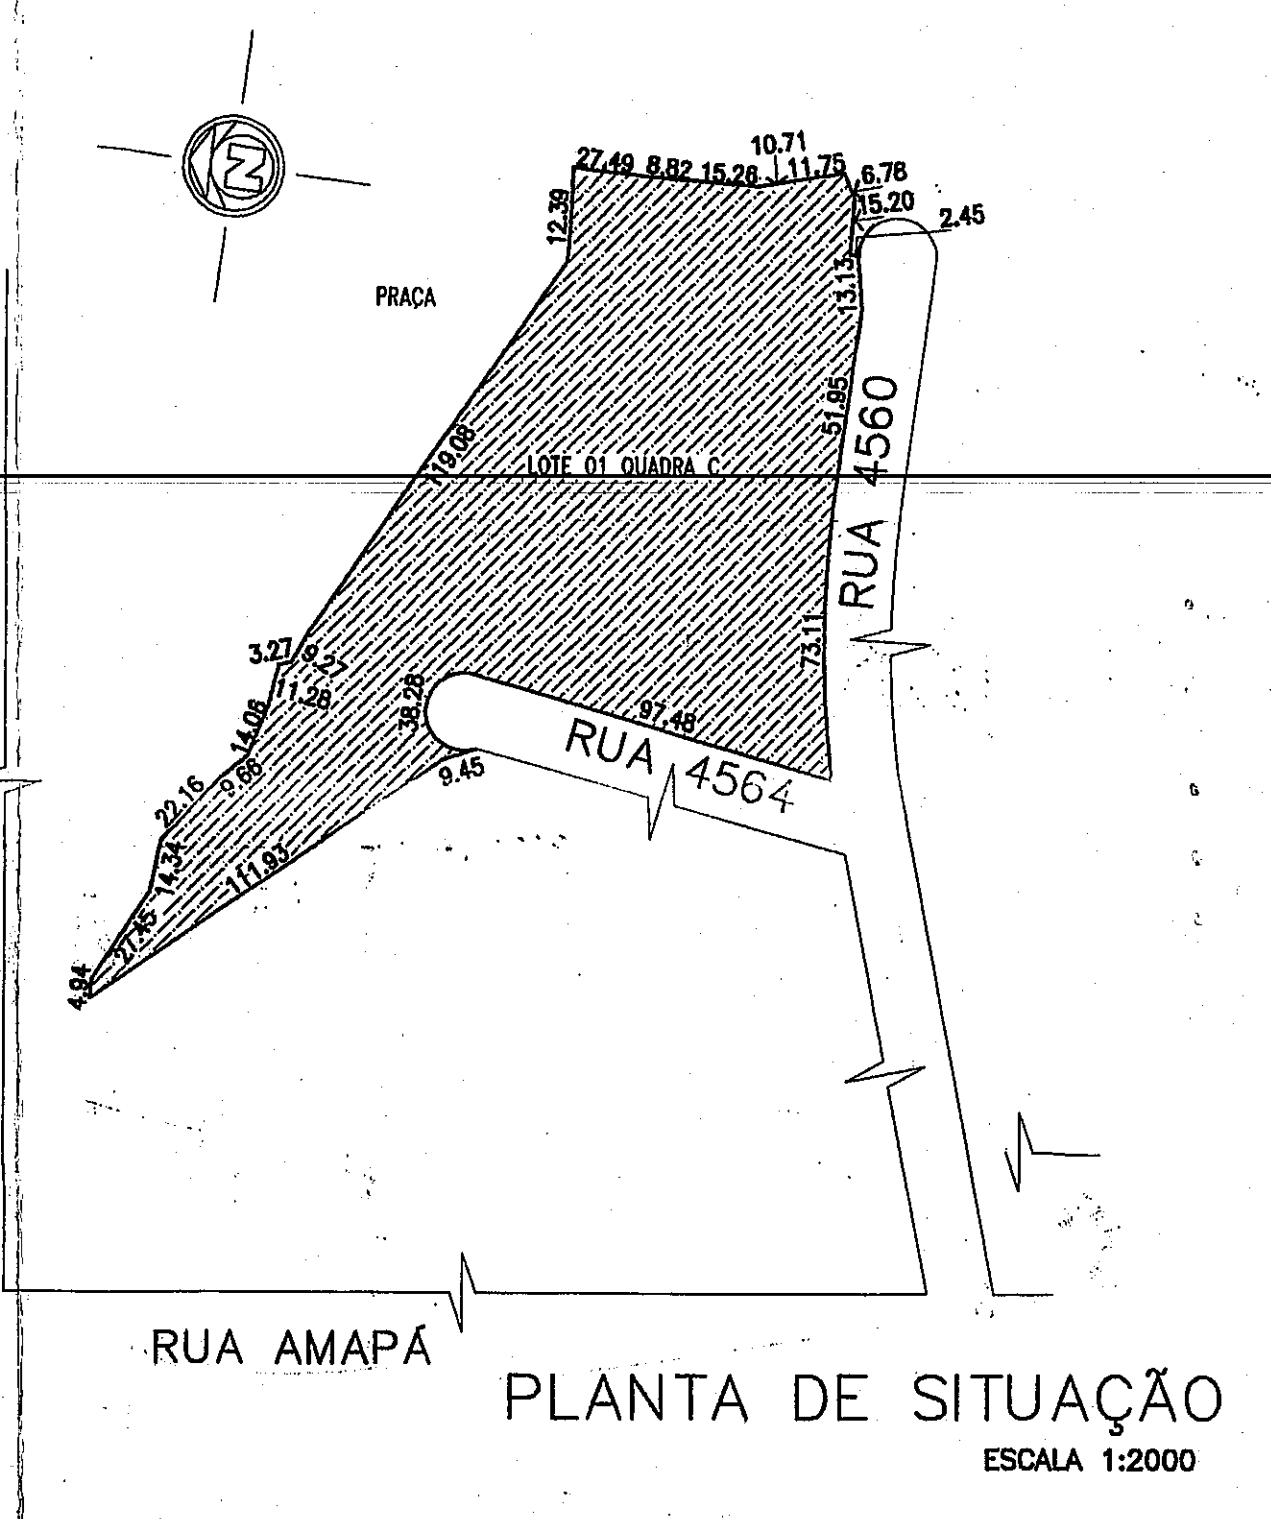 N
10.71
27.49 8.82 15.26 11.75
6.78
12.39
15.20
2.45
PRAÇA
13.13
51.95
RUA 4560
119.08
LOTE 01 QUADRA C
73.11
3.27 9.27
11.28
14.06
38.28
97.48
RUA 4564
9.66
9.45
22.16
14.34
111.93
27.45
4.94
RUA AMAPÁ
PLANTA DE SITUAÇÃO
ESCALA 1:2000